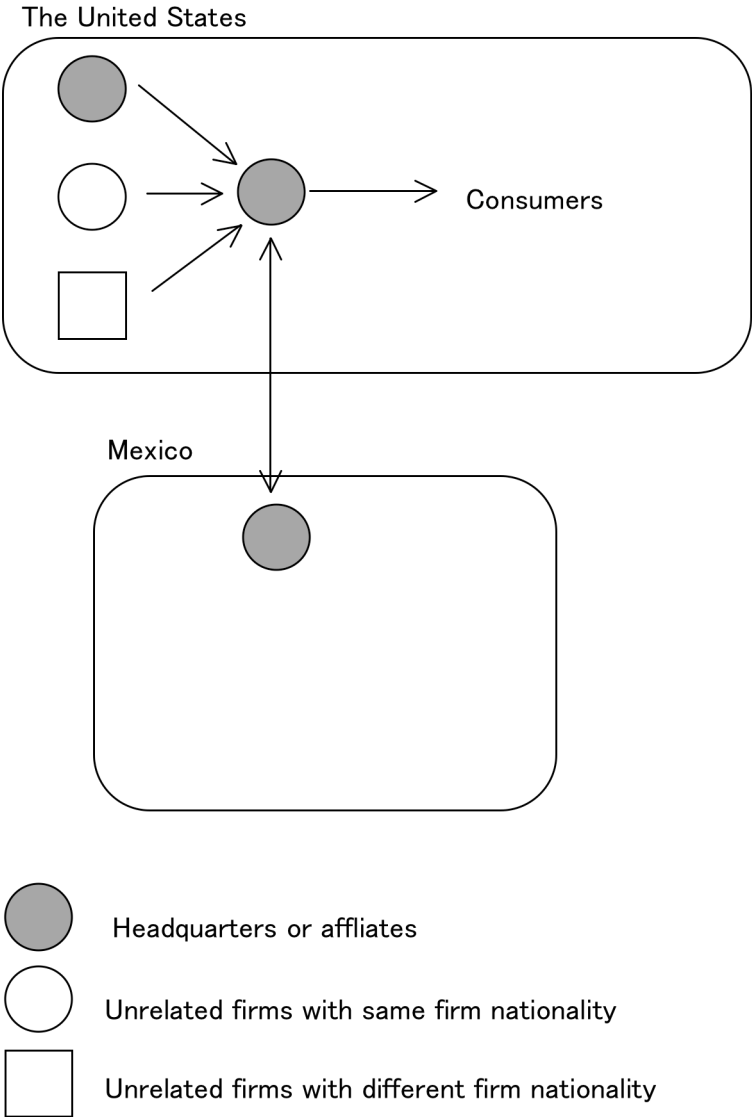 The United States
Consumers
Mexico
Headquarters or affliates
Unrelated firms with same firm nationality
Unrelated firms with different firm nationality